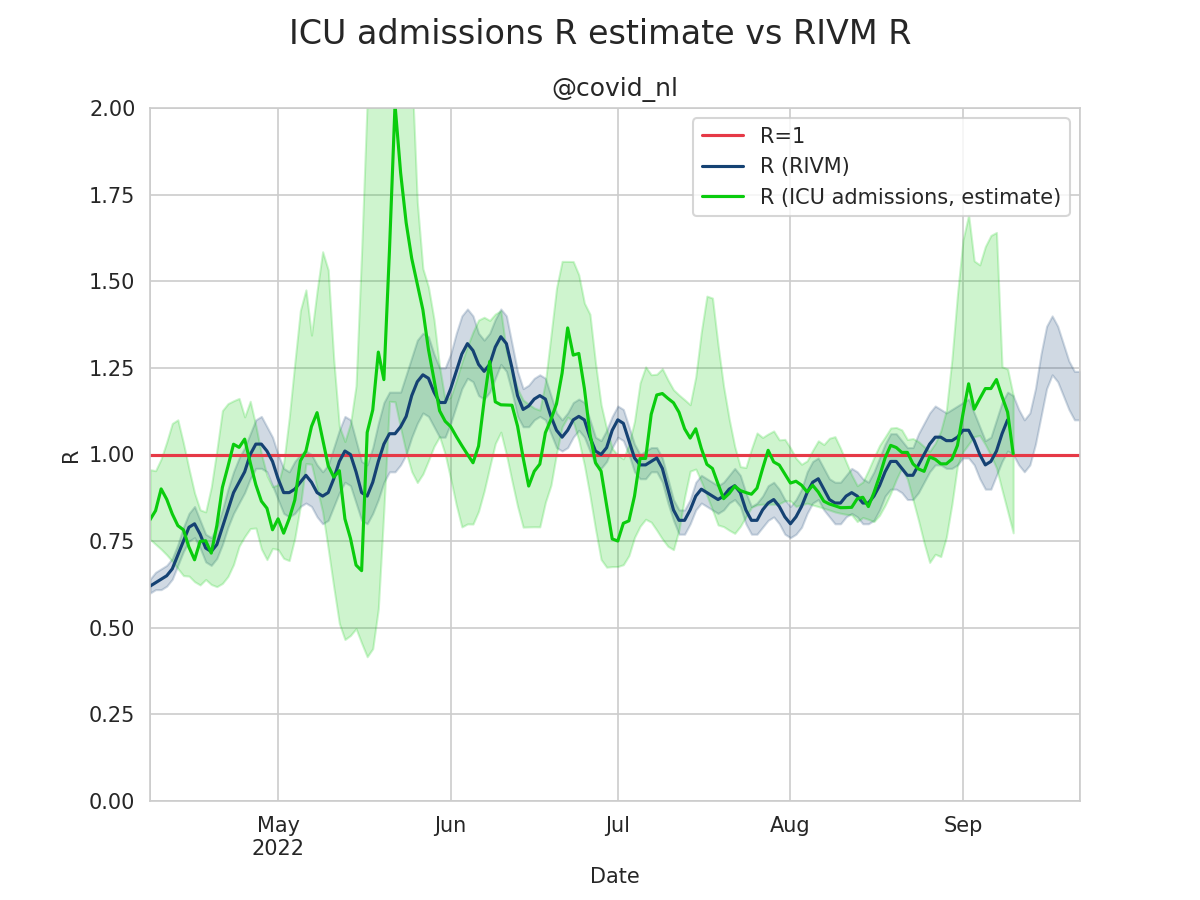 ICU admissions R estimate vs RIVM R
@covid_nl
R=1
R (RIVM)
R (ICU admissions, estimate)
2.00
1.75
1.50
1.25
1.00
0.75
0.50
0.25
0.00
R
May
2022
Jun
Jul
Aug
Sep
Date